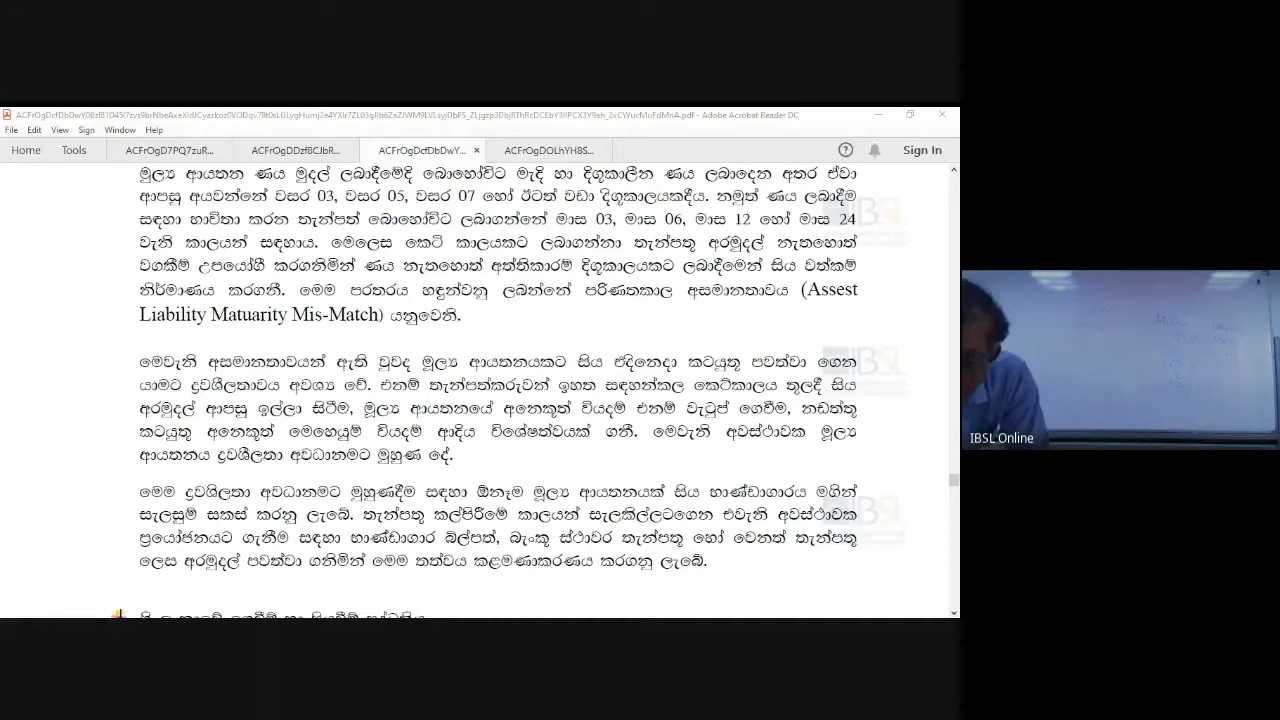 File Edit View Sign Window Help
Home Tools ACFrOgD7PQ7zuR... ACFrOgDDzf8CJbR... ACFrOgDcfDbDwY... × ACFrOgDOLhYH8S... Sign In
මූල්‍ය ආයතන ණය මුදල් ලබාදීමේදී බොහෝවිට මැදි හා දිගුකාලීන ණය ලබාදෙන අතර ඒවා
ආපසු අයවන්නේ වසර 03, වසර 05, වසර 07 හෝ ඊටත් වඩා දිගුකාලයකදීය. නමුත් ණය ලබාදීම
සඳහා භාවිතා කරන තැන්පත් බොහෝවිට ලබාගන්නේ මාස 03, මාස 06, මාස 12 හෝ මාස 24
වැනි කාලයන් සඳහාය. මෙලෙස කෙටි කාලයකට ලබාගන්නා තැන්පතු අරමුදල් නැතහොත්
වගකීම් උපයෝගී කරගනිමින් ණය නැතහොත් අත්තිකාරම් දිගුකාලයකට ලබාදීමෙන් සිය වත්කම්
නිර්මාණය කරගනී. මෙම පරතරය හඳුන්වනු ලබන්නේ පරිණතකාල අසමානතාවය (Assest
Liability Matuarity Mis-Match) යනුවෙනි.
මෙවැනි අසමානතාවයන් ඇති වුවද මූල්‍ය ආයතනයකට සිය එදිනෙදා කටයුතු පවත්වා ගෙන
යාමට ද්‍රවශීලතාවය අවශ්‍ය වේ. එනම් තැන්පත්කරුවන් ඉහත සඳහන්කල කෙටිකාලය තුලදී සිය
අරමුදල් ආපසු ඉල්ලා සිටීම, මූල්‍ය ආයතනයේ අනෙකුත් වියදම් එනම් වැටුප් ගෙවීම, නඩත්තු
කටයුතු අනෙකුත් මෙහෙයුම් වියදම් ආදිය විශේෂත්වයක් ගනී. මෙවැනි අවස්ථාවක මූල්‍ය
ආයතනය ද්‍රවශීලතා අවධානමට මුහුණ දේ.
මෙම ද්‍රවශිලතා අවධානමට මුහුණදීම සඳහා ඕනෑම මූල්‍ය ආයතනයක් සිය භාණ්ඩාගාරය මගින්
සැලසුම් සකස් කරනු ලැබේ. තැන්පතු කල්පිරීමේ කාලයන් සැලකිල්ලටගෙන එවැනි අවස්ථාවක
ප්‍රයෝජනයට ගැනීම සඳහා භාණ්ඩාගාර බිල්පත්, බැංකු ස්ථාවර තැන්පතු හෝ වෙනත් තැන්පතු
ලෙස අරමුදල් පවත්වා ගනිමින් මෙම තත්වය කළමණාකරණය කරගනු ලැබේ.
IBSL Online